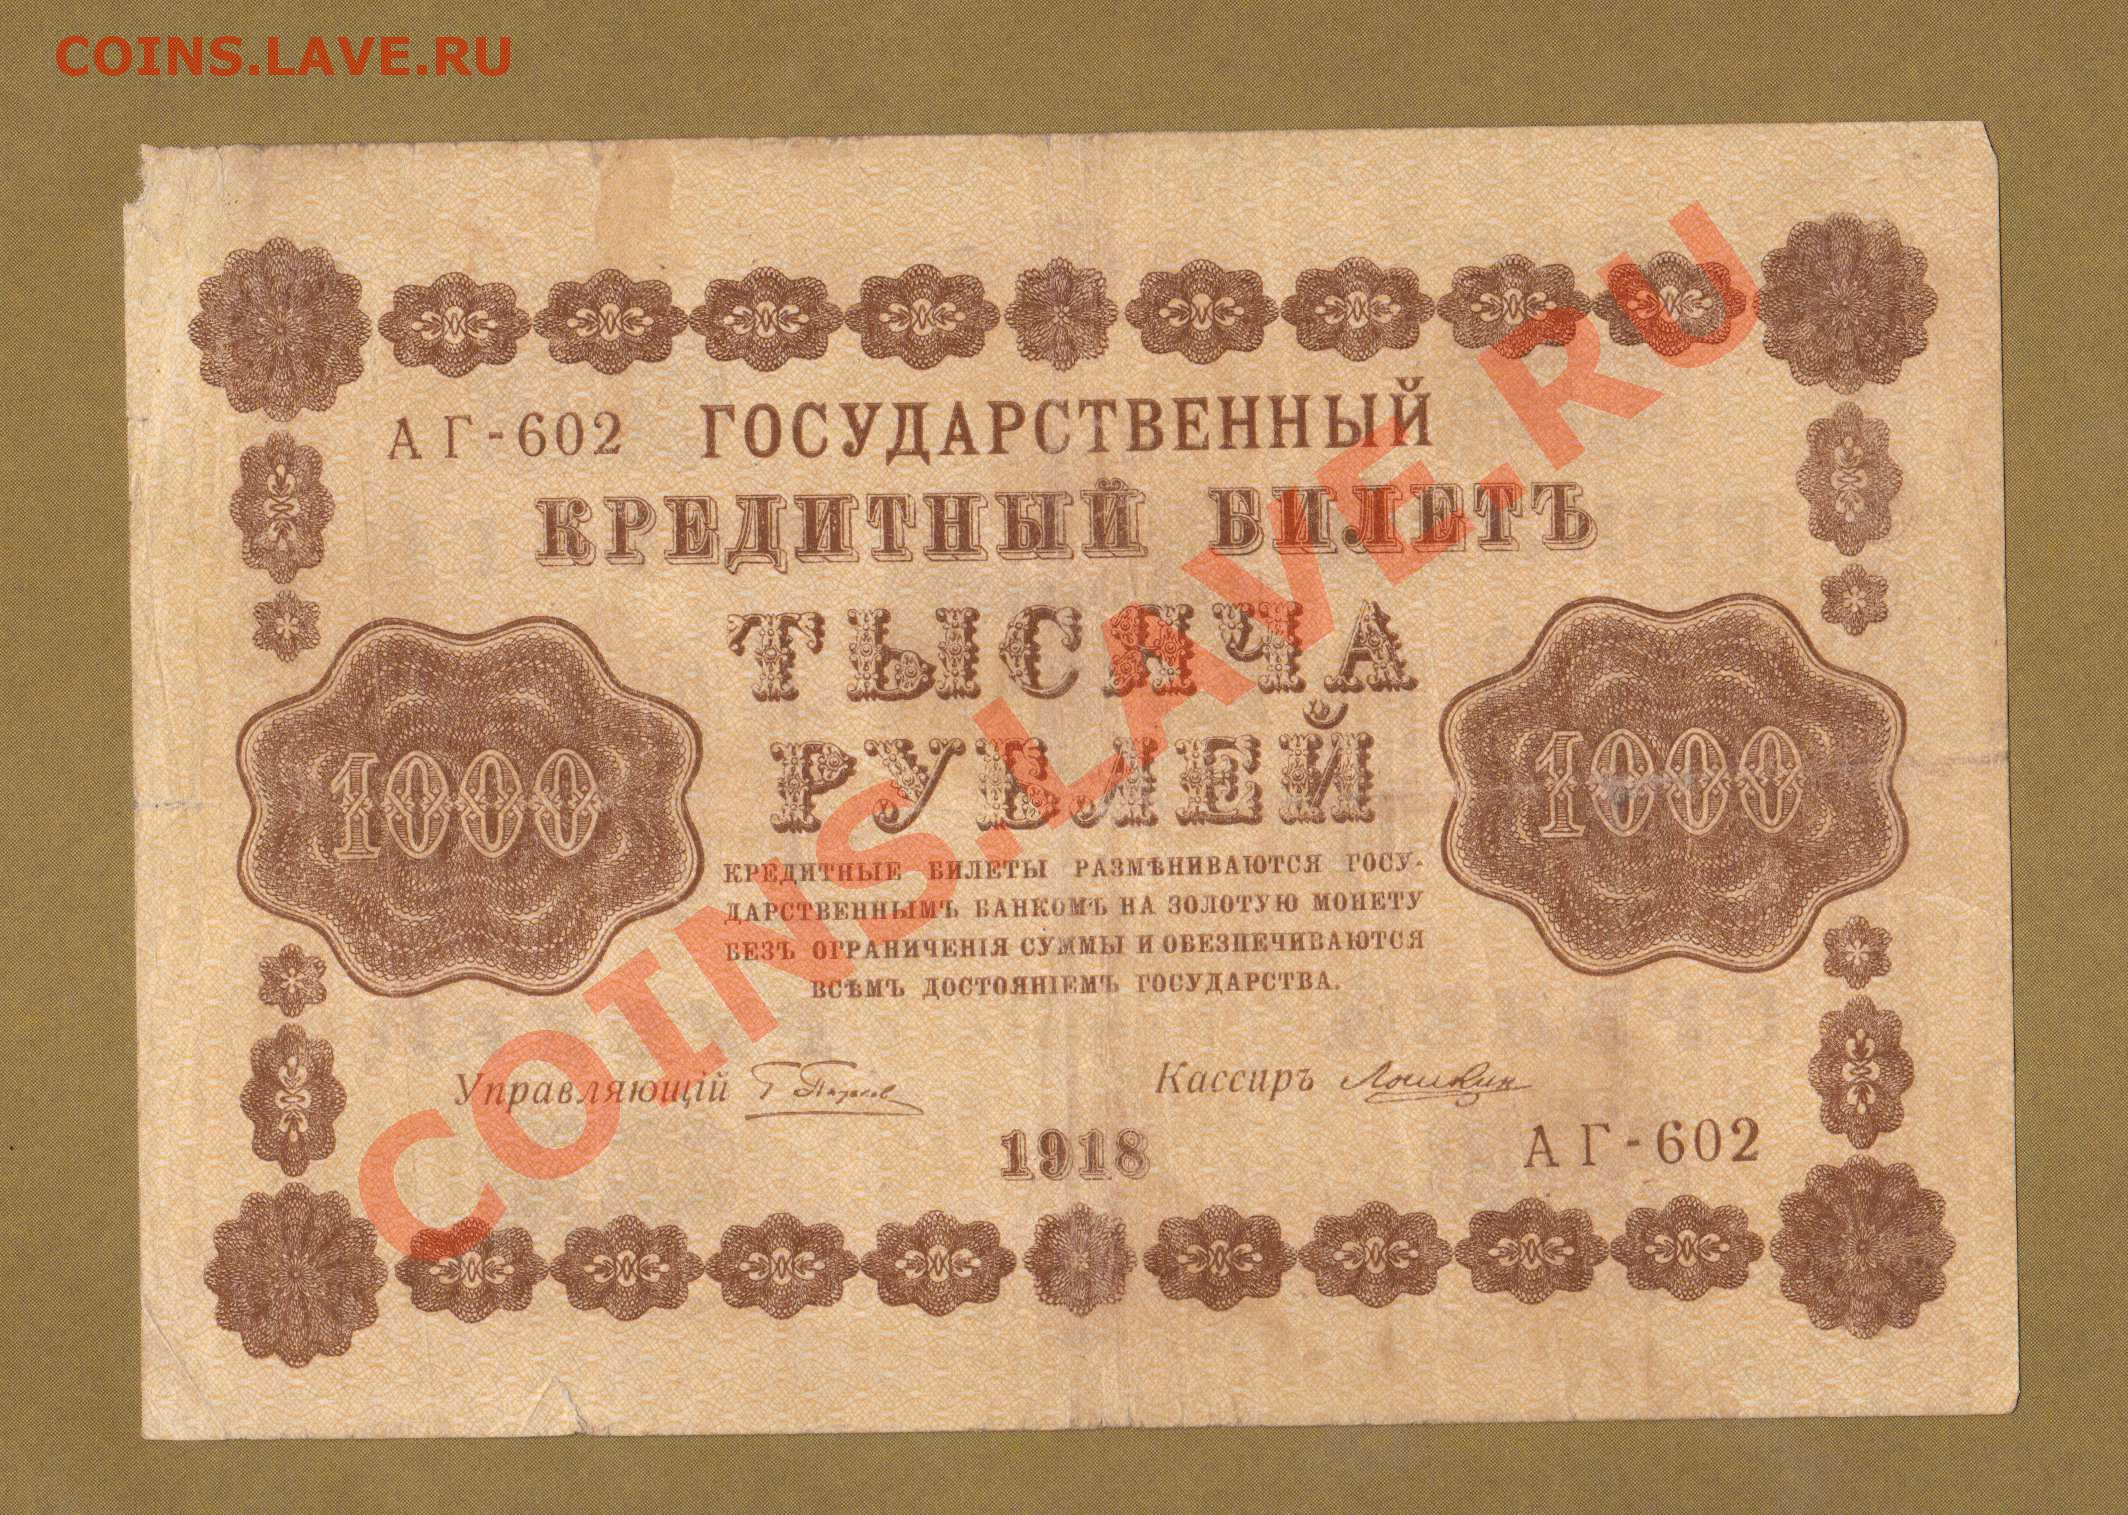 COINS.LAVE.RU
АГ-602 ГОСУДАРСТВЕННЫЙ
КРЕДИТНЫЙ БИЛЕТЪ
ТЫСЯЧА
РУБЛЕЙ
1000
1000
КРЕДИТНЫЕ БИЛЕТЫ РАЗМѢНИВАЮТСЯ ГОСУ-
ДАРСТВЕННЫМЪ БАНКОМЪ НА ЗОЛОТУЮ МОНЕТУ
БЕЗЪ ОГРАНИЧЕНІЯ СУММЫ И ОБЕЗПЕЧИВАЮТСЯ
ВСѢМЪ ДОСТОЯНІЕМЪ ГОСУДАРСТВА.
Управляющій
Кассиръ
1918
АГ-602
COINS.LAVE.RU